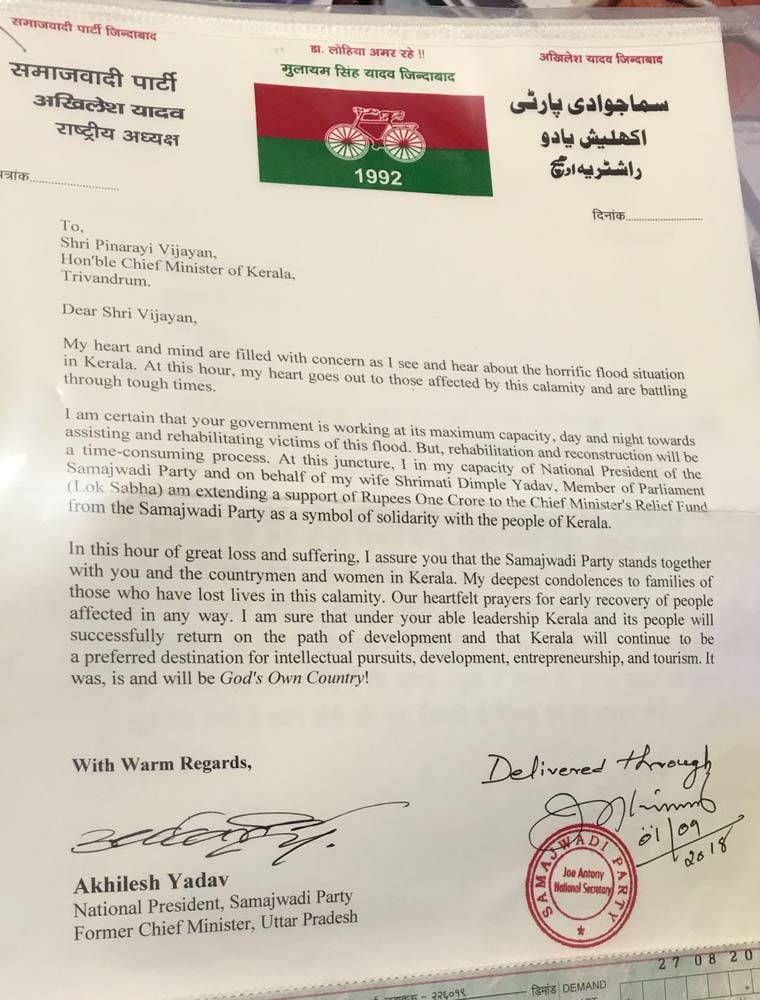 समाजवादी पार्टी जिन्दाबाद
डा. लोहिया अमर रहे !!
अखिलेश यादव जिन्दाबाद
मुलायम सिंह यादव जिन्दाबाद
समाजवादी पार्टी
अखिलेश यादव
राष्ट्रीय अध्यक्ष
1992
سماجوادی پارٹی
اکھلیش یادو
راشٹریہ
पत्रांक..........................
दिनांक......................
To,
Shri Pinarayi Vijayan,
Hon'ble Chief Minister of Kerala,
Trivandrum.
Dear Shri Vijayan,
My heart and mind are filled with concern as I see and hear about the horrific flood situation
in Kerala. At this hour, my heart goes out to those affected by this calamity and are battling
through tough times.
I am certain that your government is working at its maximum capacity, day and night towards
assisting and rehabilitating victims of this flood. But, rehabilitation and reconstruction will be
a time-consuming process. At this juncture, I in my capacity of National President of the
Samajwadi Party and on behalf of my wife Shrimati Dimple Yadav, Member of Parliament
(Lok Sabha) am extending a support of Rupees One Crore to the Chief Minister's Relief Fund
from the Samajwadi Party as a symbol of solidarity with the people of Kerala.
In this hour of great loss and suffering, I assure you that the Samajwadi Party stands together
with you and the countrymen and women in Kerala. My deepest condolences to families of
those who have lost lives in this calamity. Our heartfelt prayers for early recovery of people
affected in any way. I am sure that under your able leadership Kerala and its people will
successfully return on the path of development and that Kerala will continue to be
a preferred destination for intellectual pursuits, development, entrepreneurship, and tourism. It
was, is and will be God's Own Country!
With Warm Regards,
Delivered through
01/09
2018
SAMAJWADI PARTY
Joe Antony
National Secretary
Akhilesh Yadav
National President, Samajwadi Party
Former Chief Minister, Uttar Pradesh
27 08 20
२२६०१९
डिमांड DEMAND